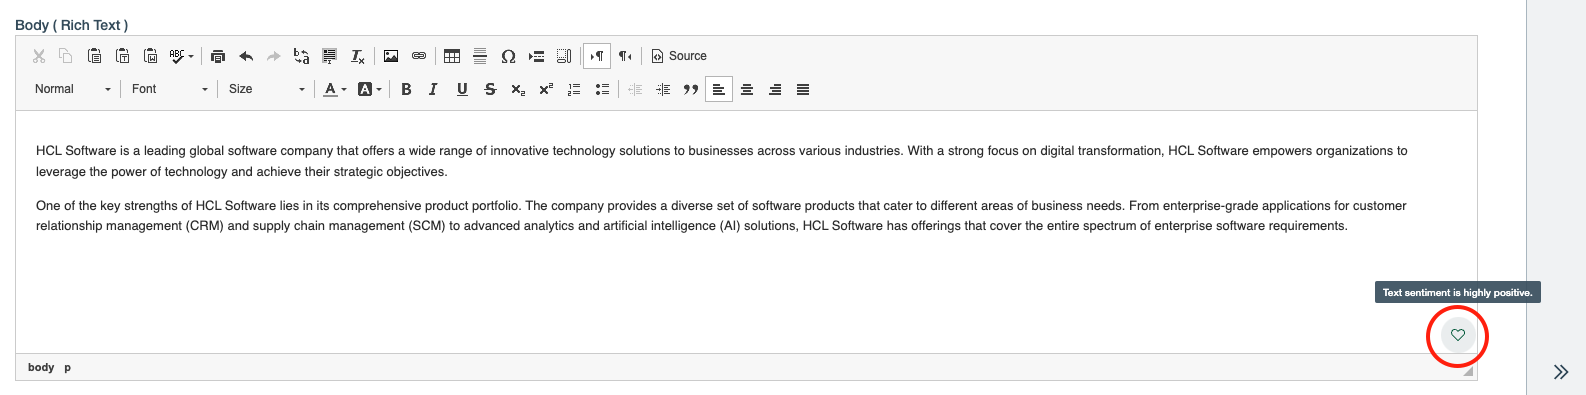 Body ( Rich Text )
ABC
Source
Normal Font Size A A B I U S x₂ x²
HCL Software is a leading global software company that offers a wide range of innovative technology solutions to businesses across various industries. With a strong focus on digital transformation, HCL Software empowers organizations to
leverage the power of technology and achieve their strategic objectives.
One of the key strengths of HCL Software lies in its comprehensive product portfolio. The company provides a diverse set of software products that cater to different areas of business needs. From enterprise-grade applications for customer
relationship management (CRM) and supply chain management (SCM) to advanced analytics and artificial intelligence (AI) solutions, HCL Software has offerings that cover the entire spectrum of enterprise software requirements.
Text sentiment is highly positive.
body p